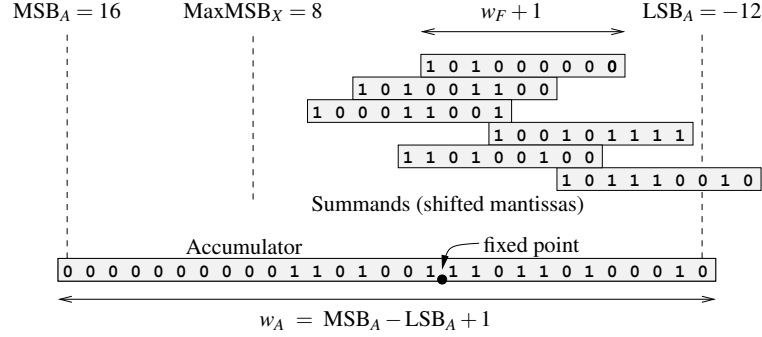 MSB_A = 16 MaxMSB_X = 8 w_F + 1 LSB_A = −12
1 0 1 0 0 0 0 0 0
1 0 1 0 0 1 1 0 0
1 0 0 0 1 1 0 0 1
1 0 0 1 0 1 1 1 1
1 1 0 1 0 0 1 0 0
1 0 1 1 1 0 0 1 0
Summands (shifted mantissas)
Accumulator fixed point
0 0 0 0 0 0 0 0 0 0 1 1 0 1 0 0 1 1 1 0 1 1 0 1 0 0 0 1 0
w_A = MSB_A − LSB_A + 1